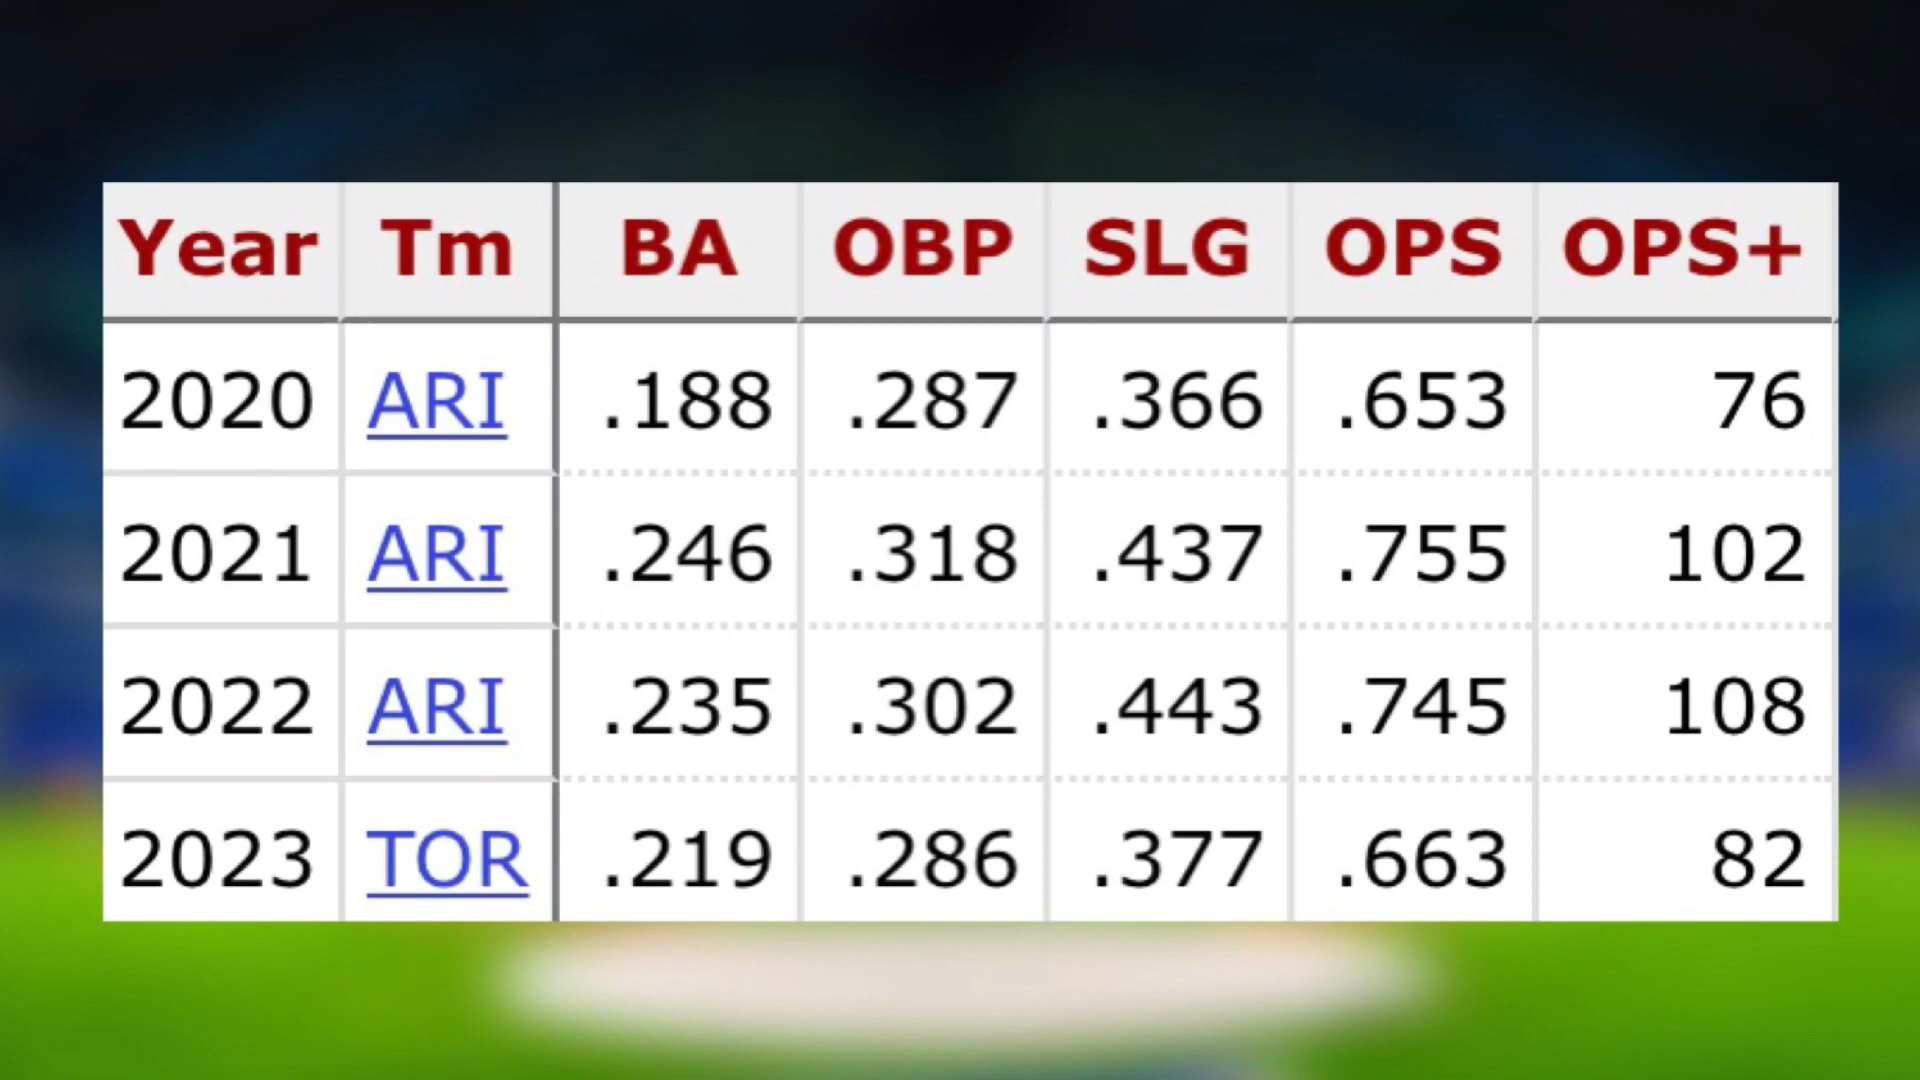 Year Tm BA OBP SLG OPS OPS+
2020 ARI .188 .287 .366 .653 76
2021 ARI .246 .318 .437 .755 102
2022 ARI .235 .302 .443 .745 108
2023 TOR .219 .286 .377 .663 82